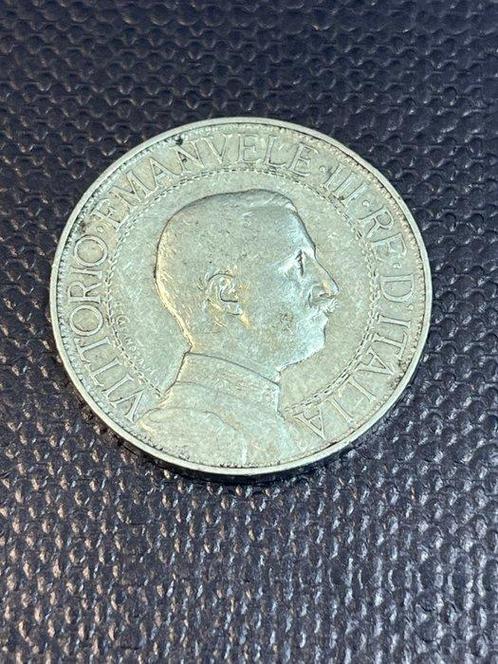 VITTORIO · EMANVELE · III · RE · D'ITALIA